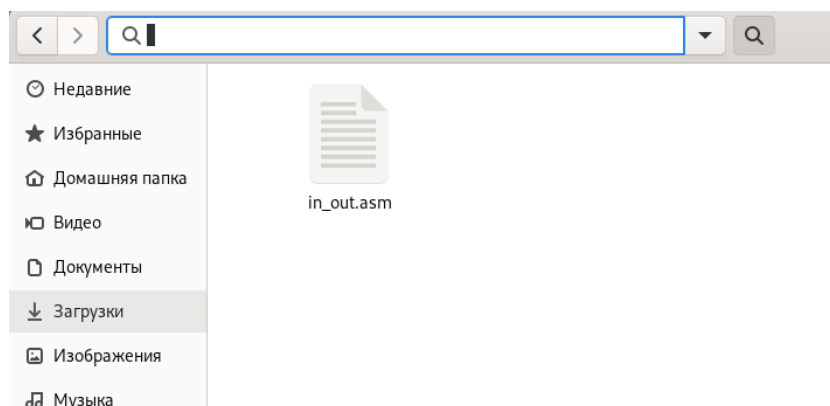 Недавние
Избранные
Домашняя папка
Видео
Документы
Загрузки
Изображения
Музыка
in_out.asm